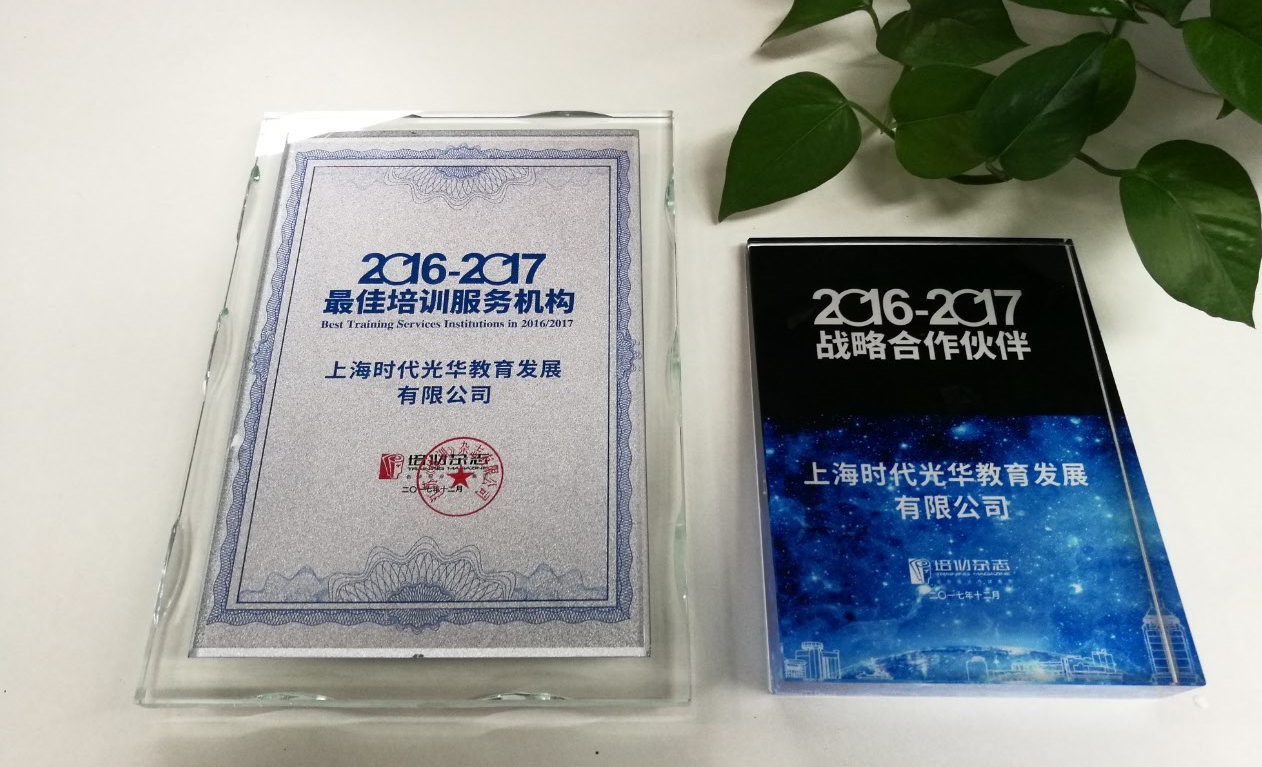 2016-2017
最佳培训服务机构
Best Training Services Institutions in 2016/2017
上海时代光华教育发展
有限公司
培训杂志
TRAINING MAGAZINE
二〇一七年十二月
2016-2017
战略合作伙伴
上海时代光华教育发展
有限公司
培训杂志
TRAINING MAGAZINE
二〇一七年十二月